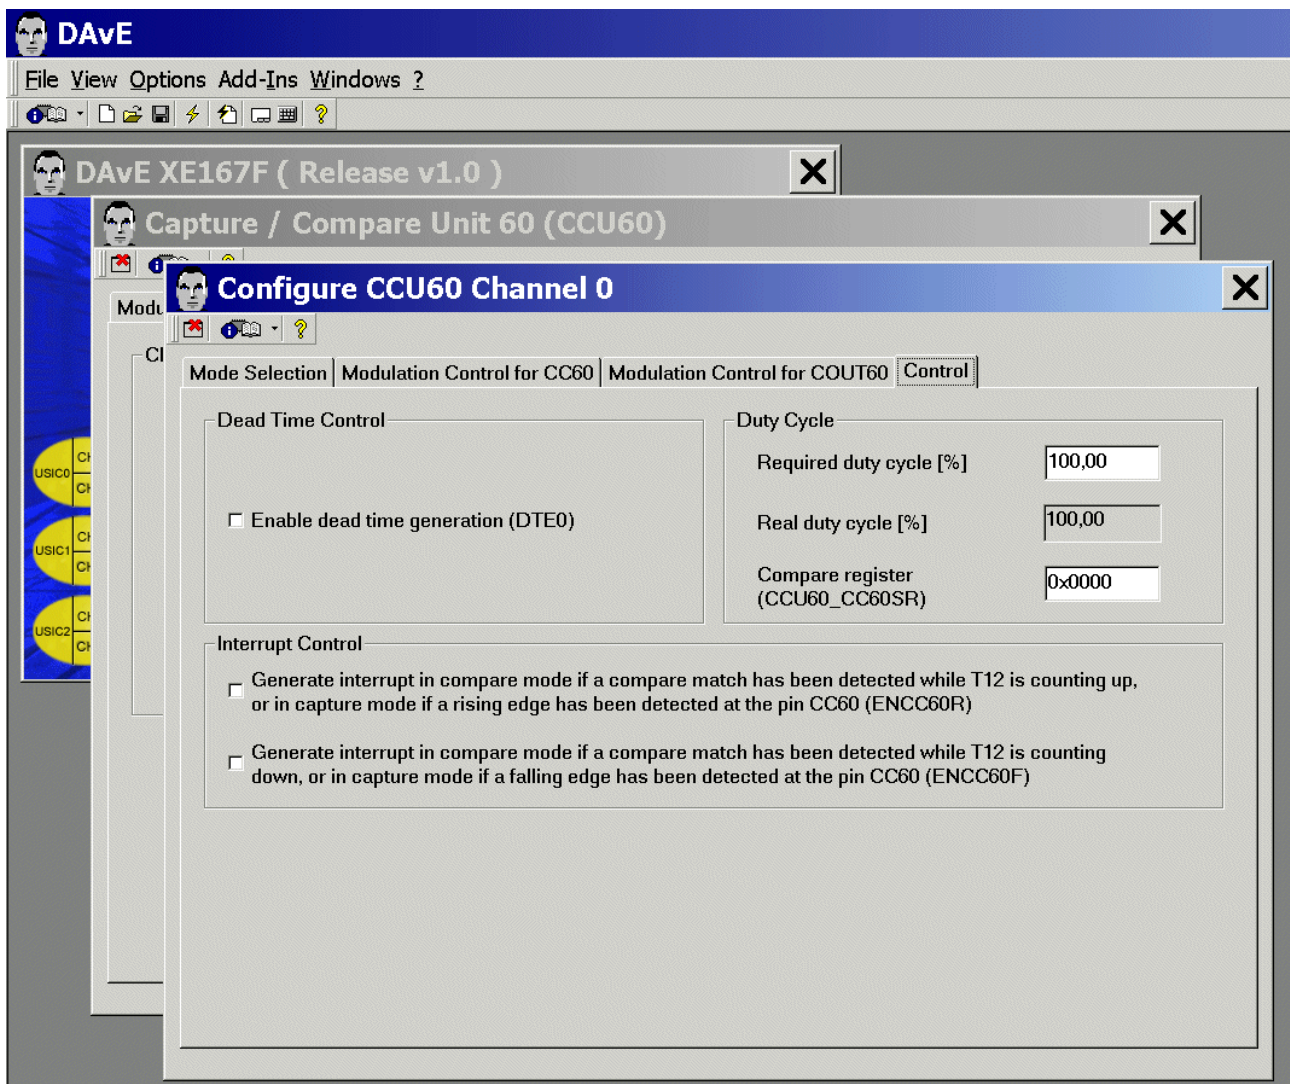 DAvE
File View Options Add-Ins Windows ?
DAvE XE167F ( Release v1.0 )
Capture / Compare Unit 60 (CCU60)
Configure CCU60 Channel 0
Mode Selection Modulation Control for CC60 Modulation Control for COUT60 Control
Dead Time Control
Enable dead time generation (DTE0)
Duty Cycle
Required duty cycle [%] 100,00
Real duty cycle [%] 100,00
Compare register
(CCU60_CC60SR) 0x0000
Interrupt Control
Generate interrupt in compare mode if a compare match has been detected while T12 is counting up,
or in capture mode if a rising edge has been detected at the pin CC60 (ENCC60R)
Generate interrupt in compare mode if a compare match has been detected while T12 is counting
down, or in capture mode if a falling edge has been detected at the pin CC60 (ENCC60F)
USIC0
USIC1
USIC2